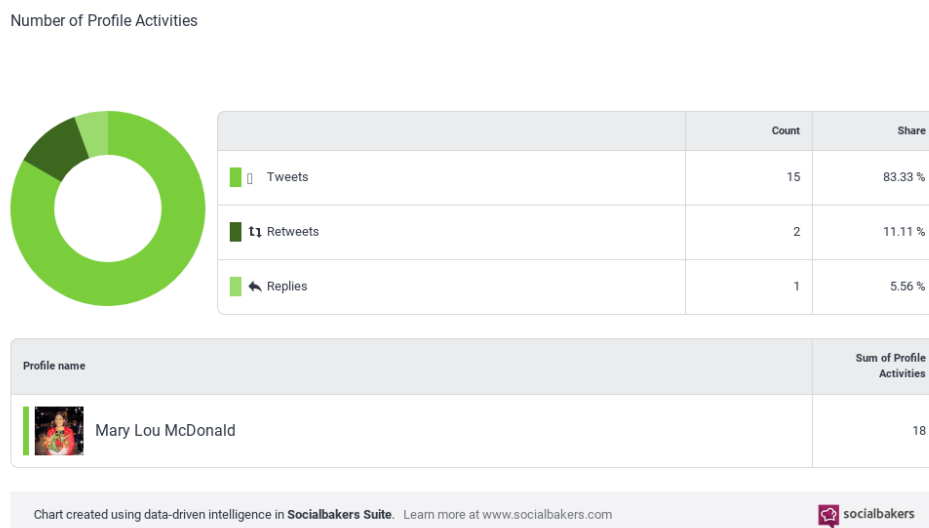 Number of Profile Activities
Count Share
Tweets 15 83.33 %
Retweets 2 11.11 %
Replies 1 5.56 %
Profile name Sum of Profile
Activities
Mary Lou McDonald 18
Chart created using data-driven intelligence in Socialbakers Suite. Learn more at www.socialbakers.com socialbakers